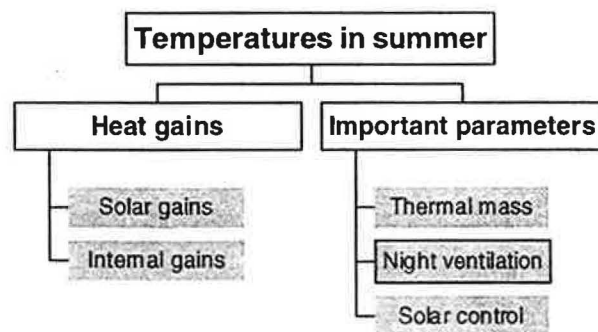 Temperatures in summer
Heat gains
Important parameters
Solar gains
Thermal mass
Internal gains
Night ventilation
Solar control